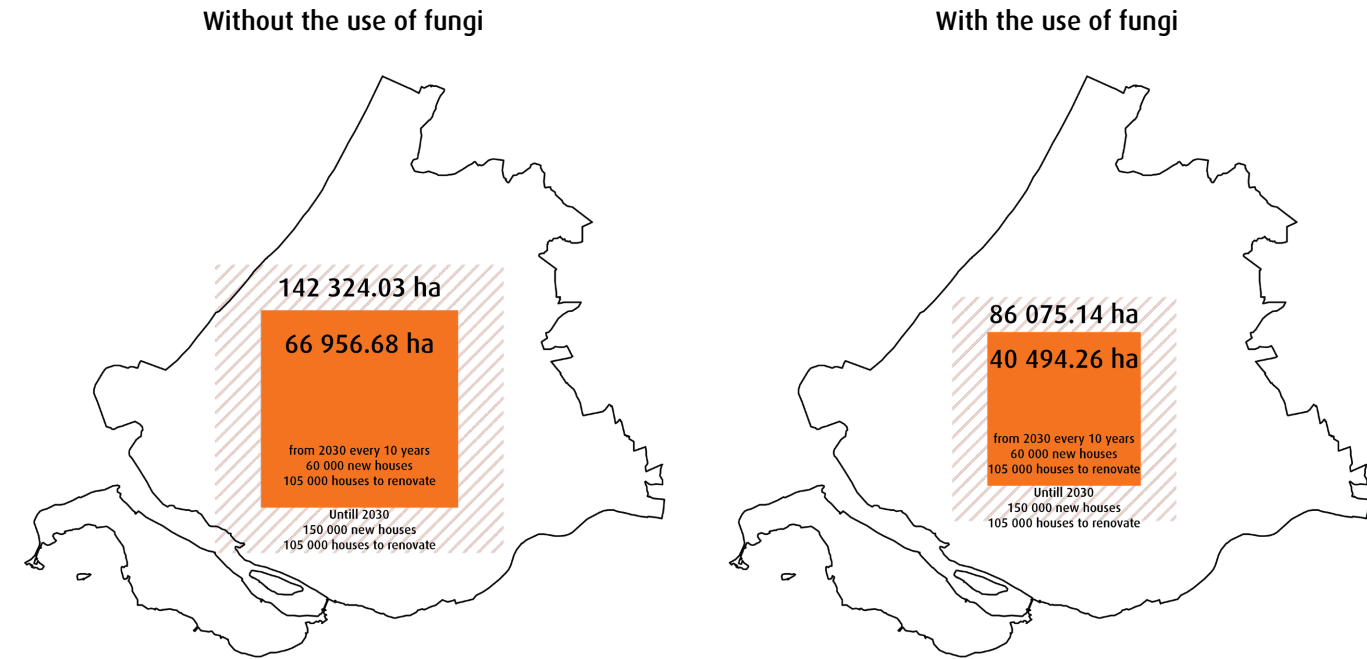 Without the use of fungi
142 324.03 ha
66 956.68 ha
from 2030 every 10 years
60 000 new houses
105 000 houses to renovate
Untill 2030
150 000 new houses
105 000 houses to renovate
With the use of fungi
86 075.14 ha
40 494.26 ha
from 2030 every 10 years
60 000 new houses
105 000 houses to renovate
Untill 2030
150 000 new houses
105 000 houses to renovate